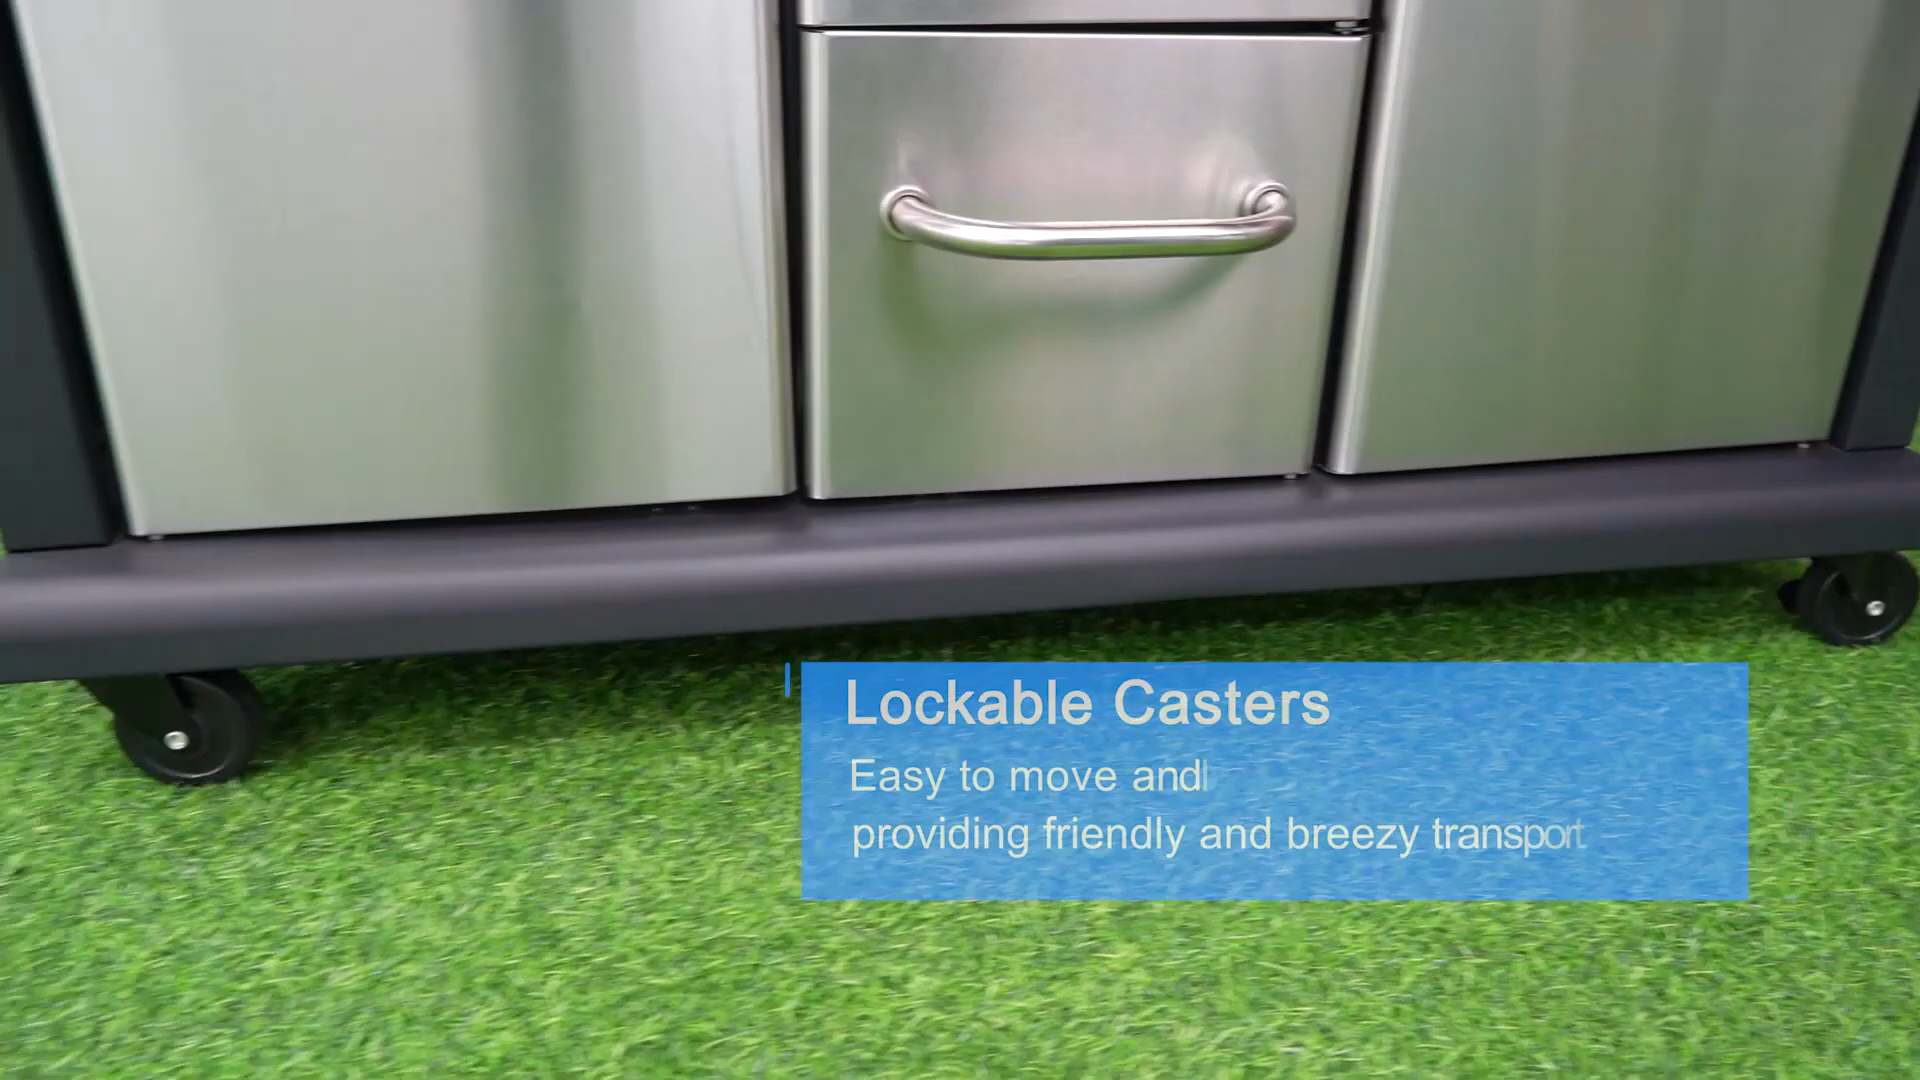 Lockable Casters
Easy to move and
providing friendly and breezy transport